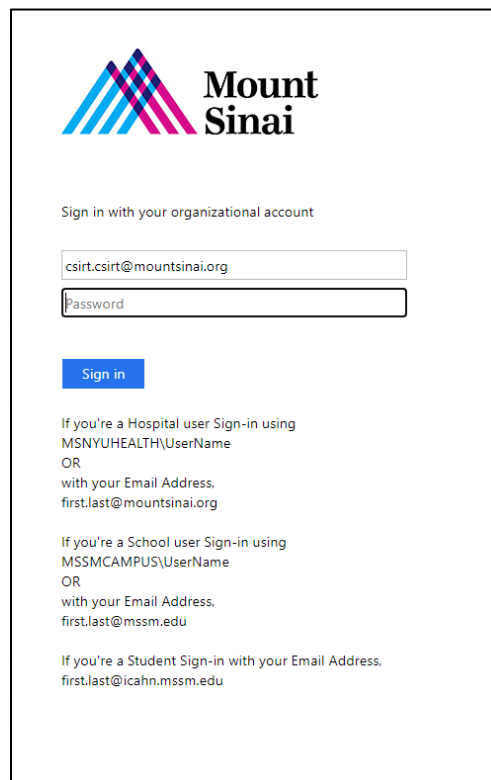 Mount
Sinai
Sign in with your organizational account
csirt.csirt@mountsinai.org
Password
Sign in
If you're a Hospital user Sign-in using
MSNYUHEALTH\UserName
OR
with your Email Address,
first.last@mountsinai.org
If you're a School user Sign-in using
MSSMCAMPUS\UserName
OR
with your Email Address,
first.last@mssm.edu
If you're a Student Sign-in with your Email Address,
first.last@icahn.mssm.edu